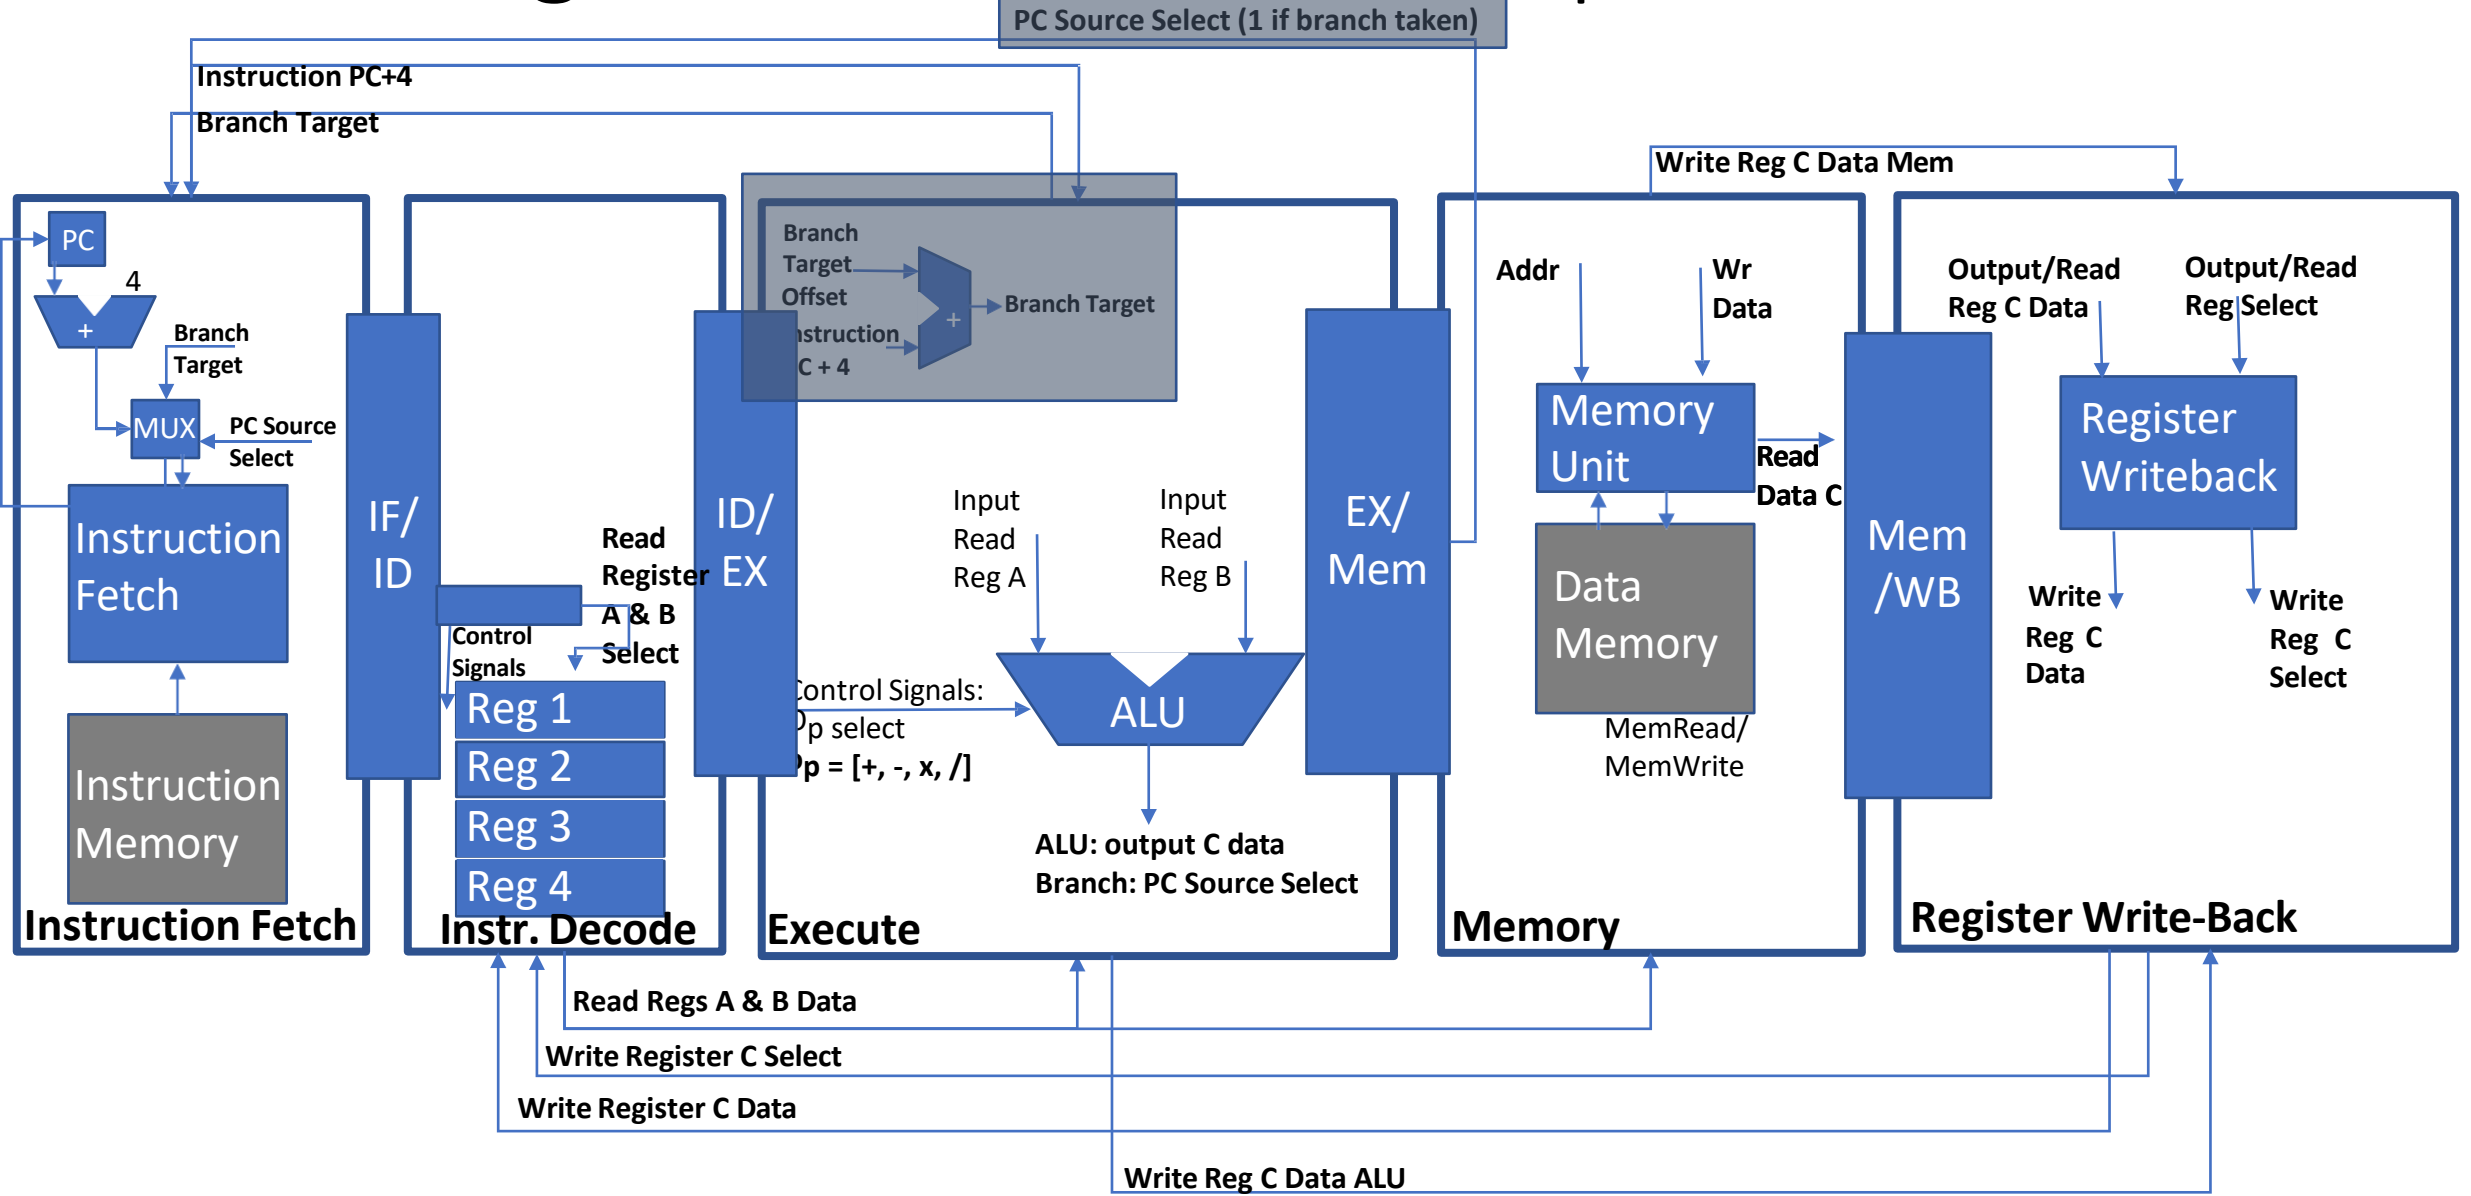 PC Source Select (1 if branch taken)
Instruction PC+4
Branch Target
Write Reg C Data Mem
PC
4
+
Branch
Target
MUX
PC Source
Select
Instruction
Fetch
Instruction
Memory
Instruction Fetch
IF/
ID
Read
Register
A & B
Select
Control
Signals
Reg 1
Reg 2
Reg 3
Reg 4
Instr. Decode
ID/
EX
Branch
Target
Offset
nstruction
C + 4
+
Branch Target
Input
Read
Reg A
Input
Read
Reg B
Control Signals:
Op select
Op = [+, -, x, /]
ALU
ALU: output C data
Branch: PC Source Select
Execute
EX/
Mem
Addr
Wr
Data
Memory
Unit
Read
Data C
Data
Memory
MemRead/
MemWrite
Memory
Mem
/WB
Output/Read
Reg C Data
Output/Read
Reg Select
Register
Writeback
Write
Reg C
Data
Write
Reg C
Select
Register Write-Back
Read Regs A & B Data
Write Register C Select
Write Register C Data
Write Reg C Data ALU